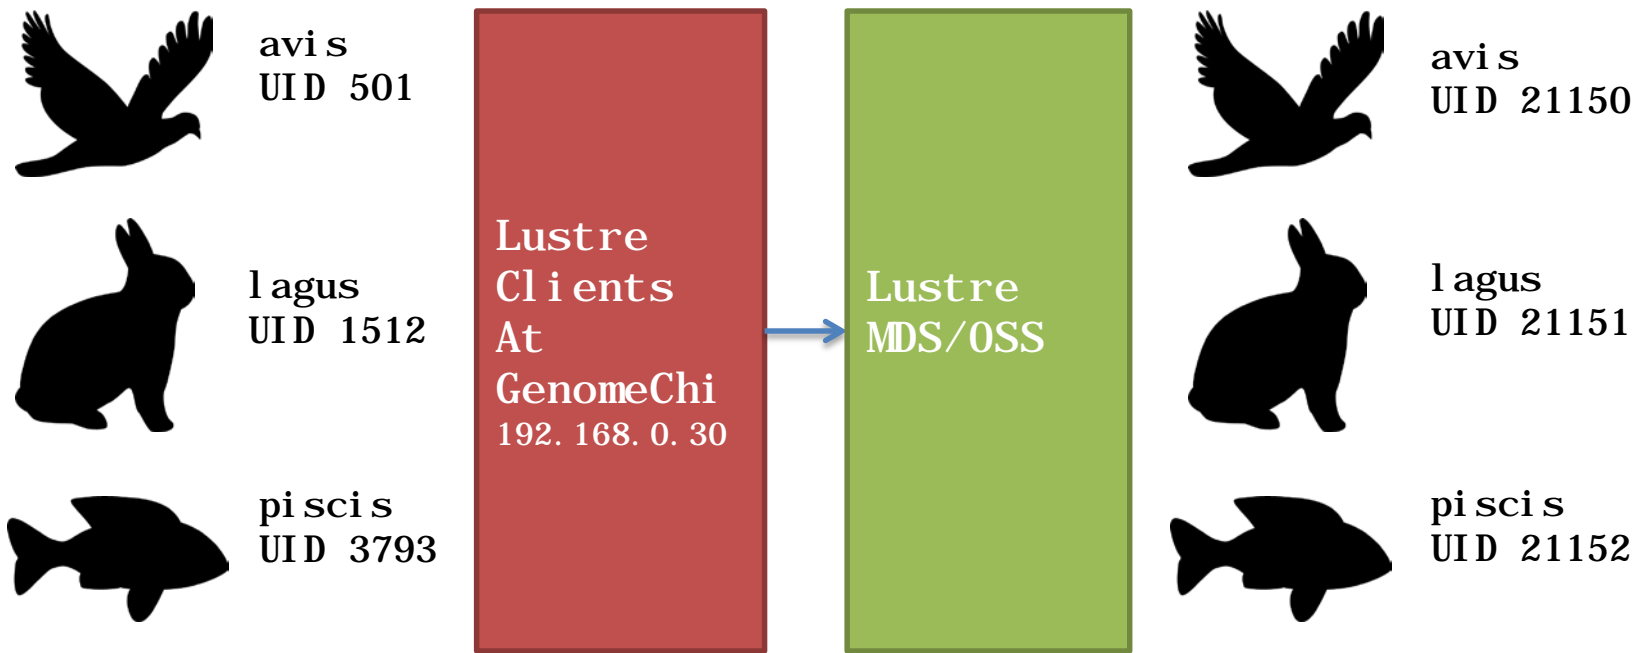 avis
UID 501
lagus
UID 1512
piscis
UID 3793
Lustre
Clients
At
GenomeChi
192.168.0.30
Lustre
MDS/OSS
avis
UID 21150
lagus
UID 21151
piscis
UID 21152